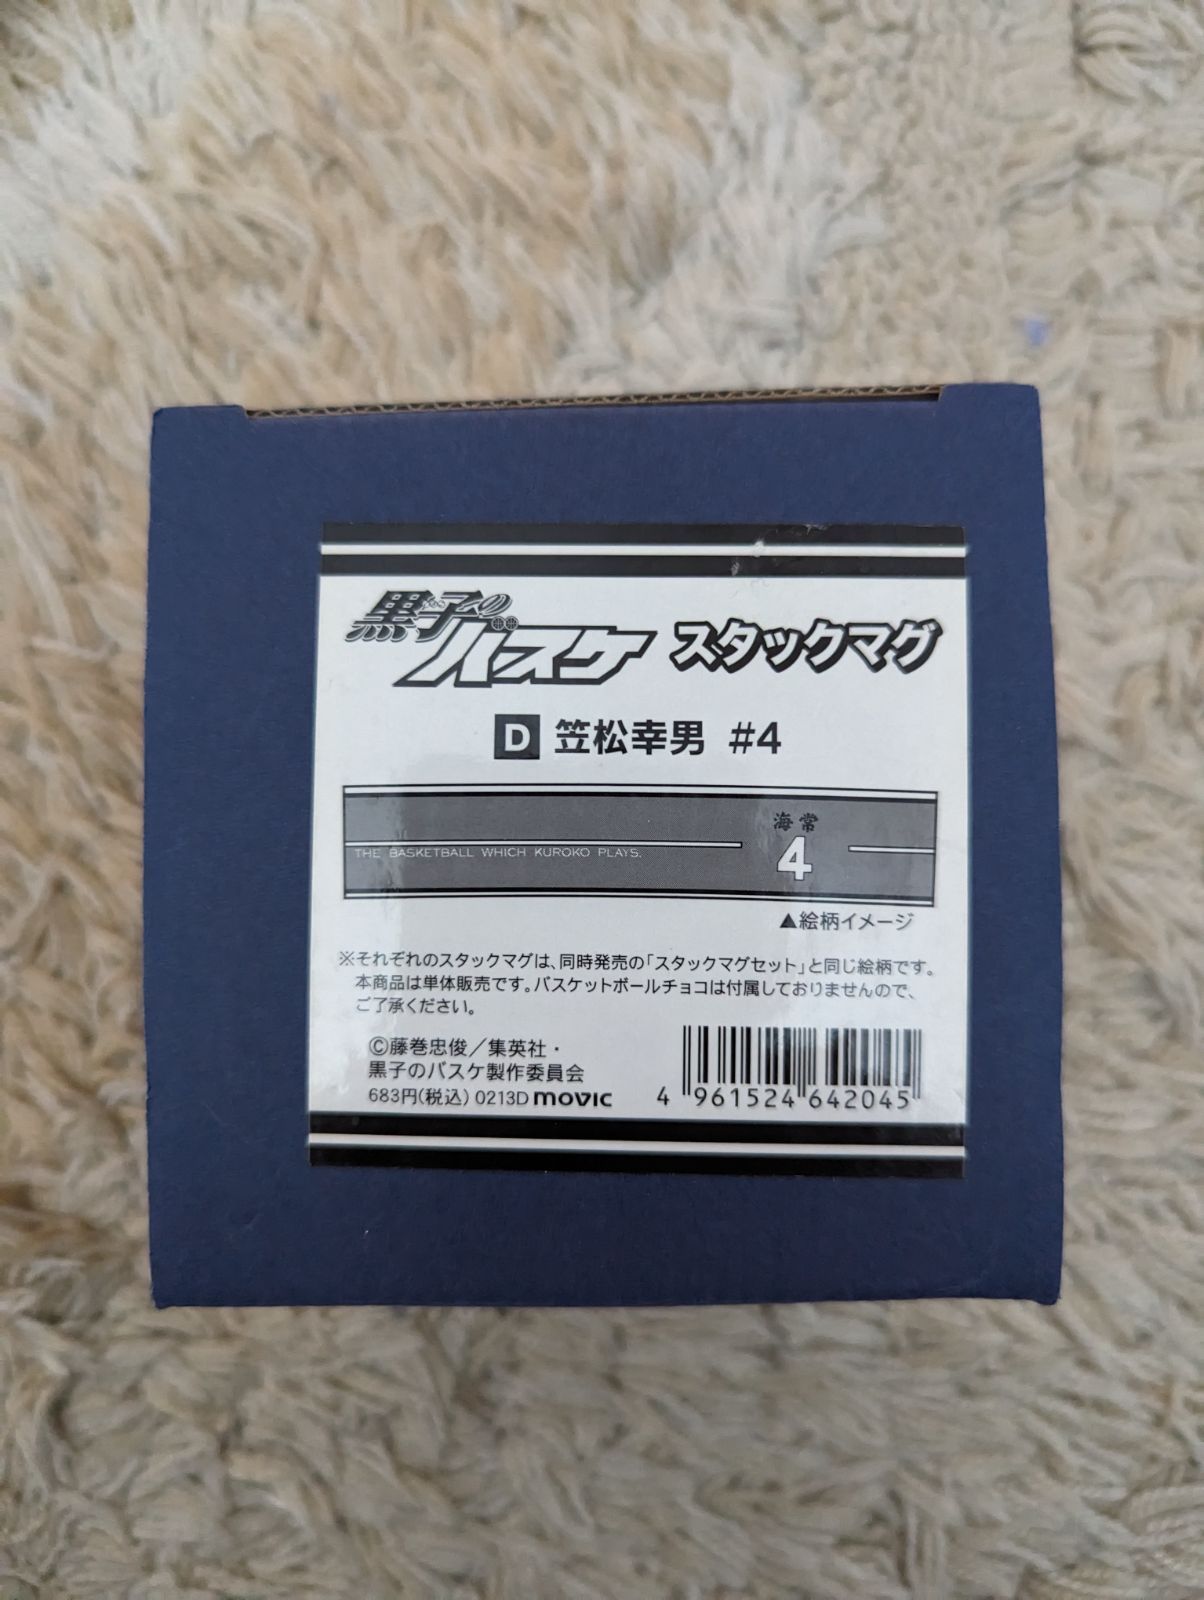 黒子のバスケ スタックマグ
D 笠松幸男 #4
海常
4
THE BASKETBALL WHICH KUROKO PLAYS.
▲絵柄イメージ
※それぞれのスタックマグは、同時発売の「スタックマグセット」と同じ絵柄です。
本商品は単体販売です。バスケットボールチョコは付属しておりませんので、
ご了承ください。
©藤巻忠俊／集英社・
黒子のバスケ製作委員会
683円(税込) 0213D movic
4 961524 642045